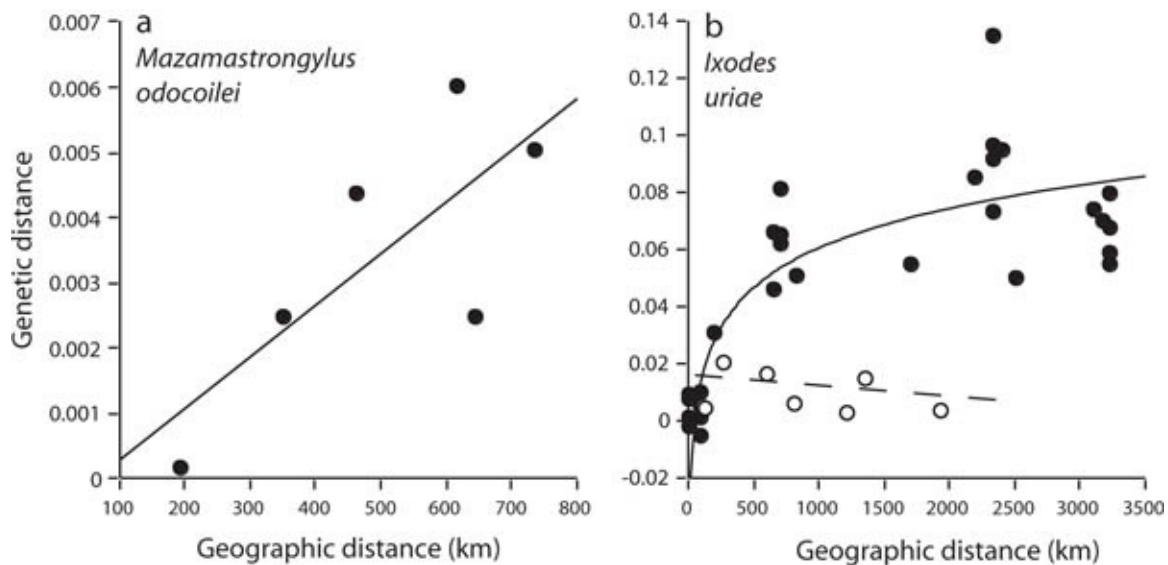 a
Mazamastrongylus
odocoilei
Genetic distance
0.007
0.006
0.005
0.004
0.003
0.002
0.001
0
100 200 300 400 500 600 700 800
Geographic distance (km)
b
Ixodes
uriae
0.14
0.12
0.1
0.08
0.06
0.04
0.02
0
-0.02
0 500 1000 1500 2000 2500 3000 3500
Geographic distance (km)